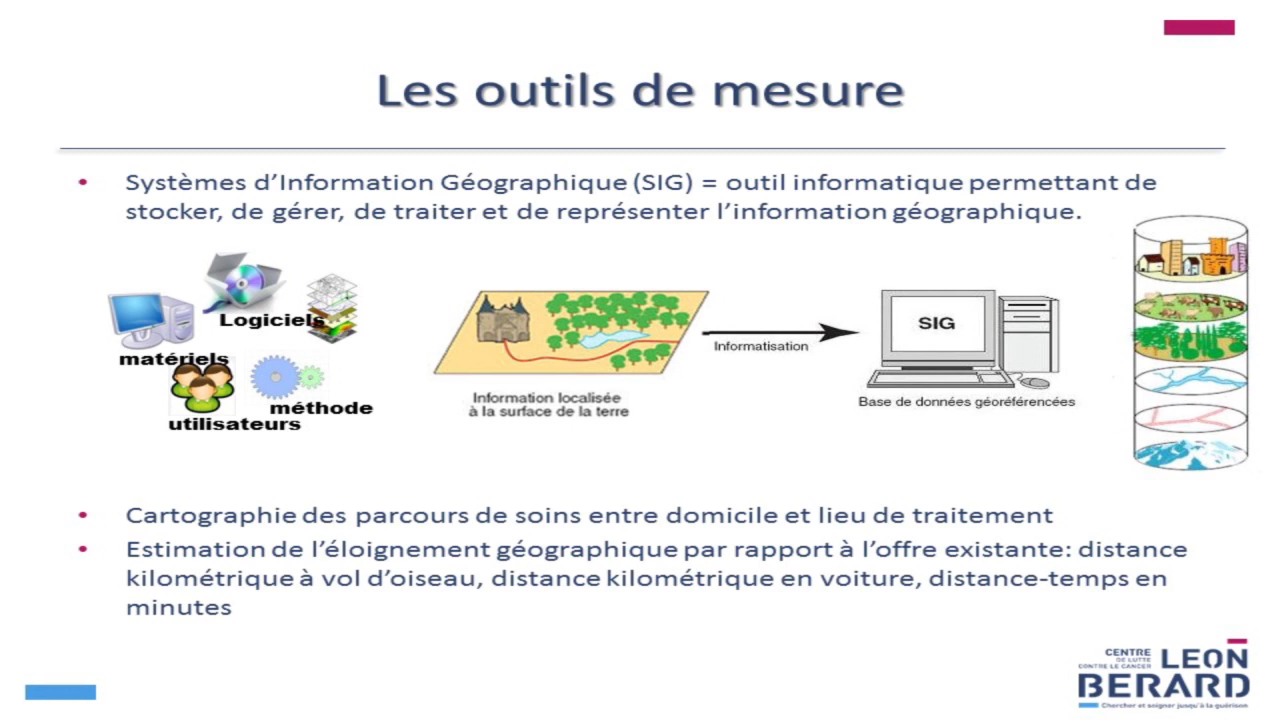 Les outils de mesure
• Systèmes d’Information Géographique (SIG) = outil informatique permettant de
stocker, de gérer, de traiter et de représenter l’information géographique.
Logiciels
matériels
méthode
utilisateurs
Information localisée
à la surface de la terre
Informatisation
SIG
Base de données géoréférencées
• Cartographie des parcours de soins entre domicile et lieu de traitement
• Estimation de l’éloignement géographique par rapport à l’offre existante: distance
kilométrique à vol d’oiseau, distance kilométrique en voiture, distance-temps en
minutes
CENTRE
DE LUTTE
CONTRE LE CANCER
LEON
BERARD
Chercher et soigner jusqu'à la guérison